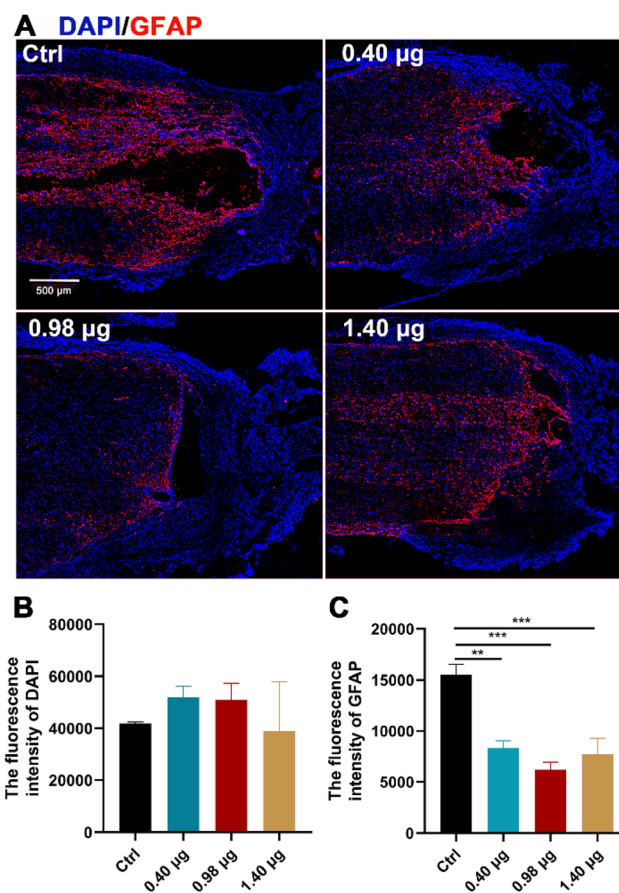 A DAPI/GFAP
Ctrl
0.40 µg
500 µm
0.98 µg
1.40 µg
B
The fluorescence
intensity of DAPI
80000
60000
40000
20000
0
Ctrl
0.40 µg
0.98 µg
1.40 µg
C
The fluorescence
intensity of GFAP
20000
15000
10000
5000
0
***
***
**
Ctrl
0.40 µg
0.98 µg
1.40 µg